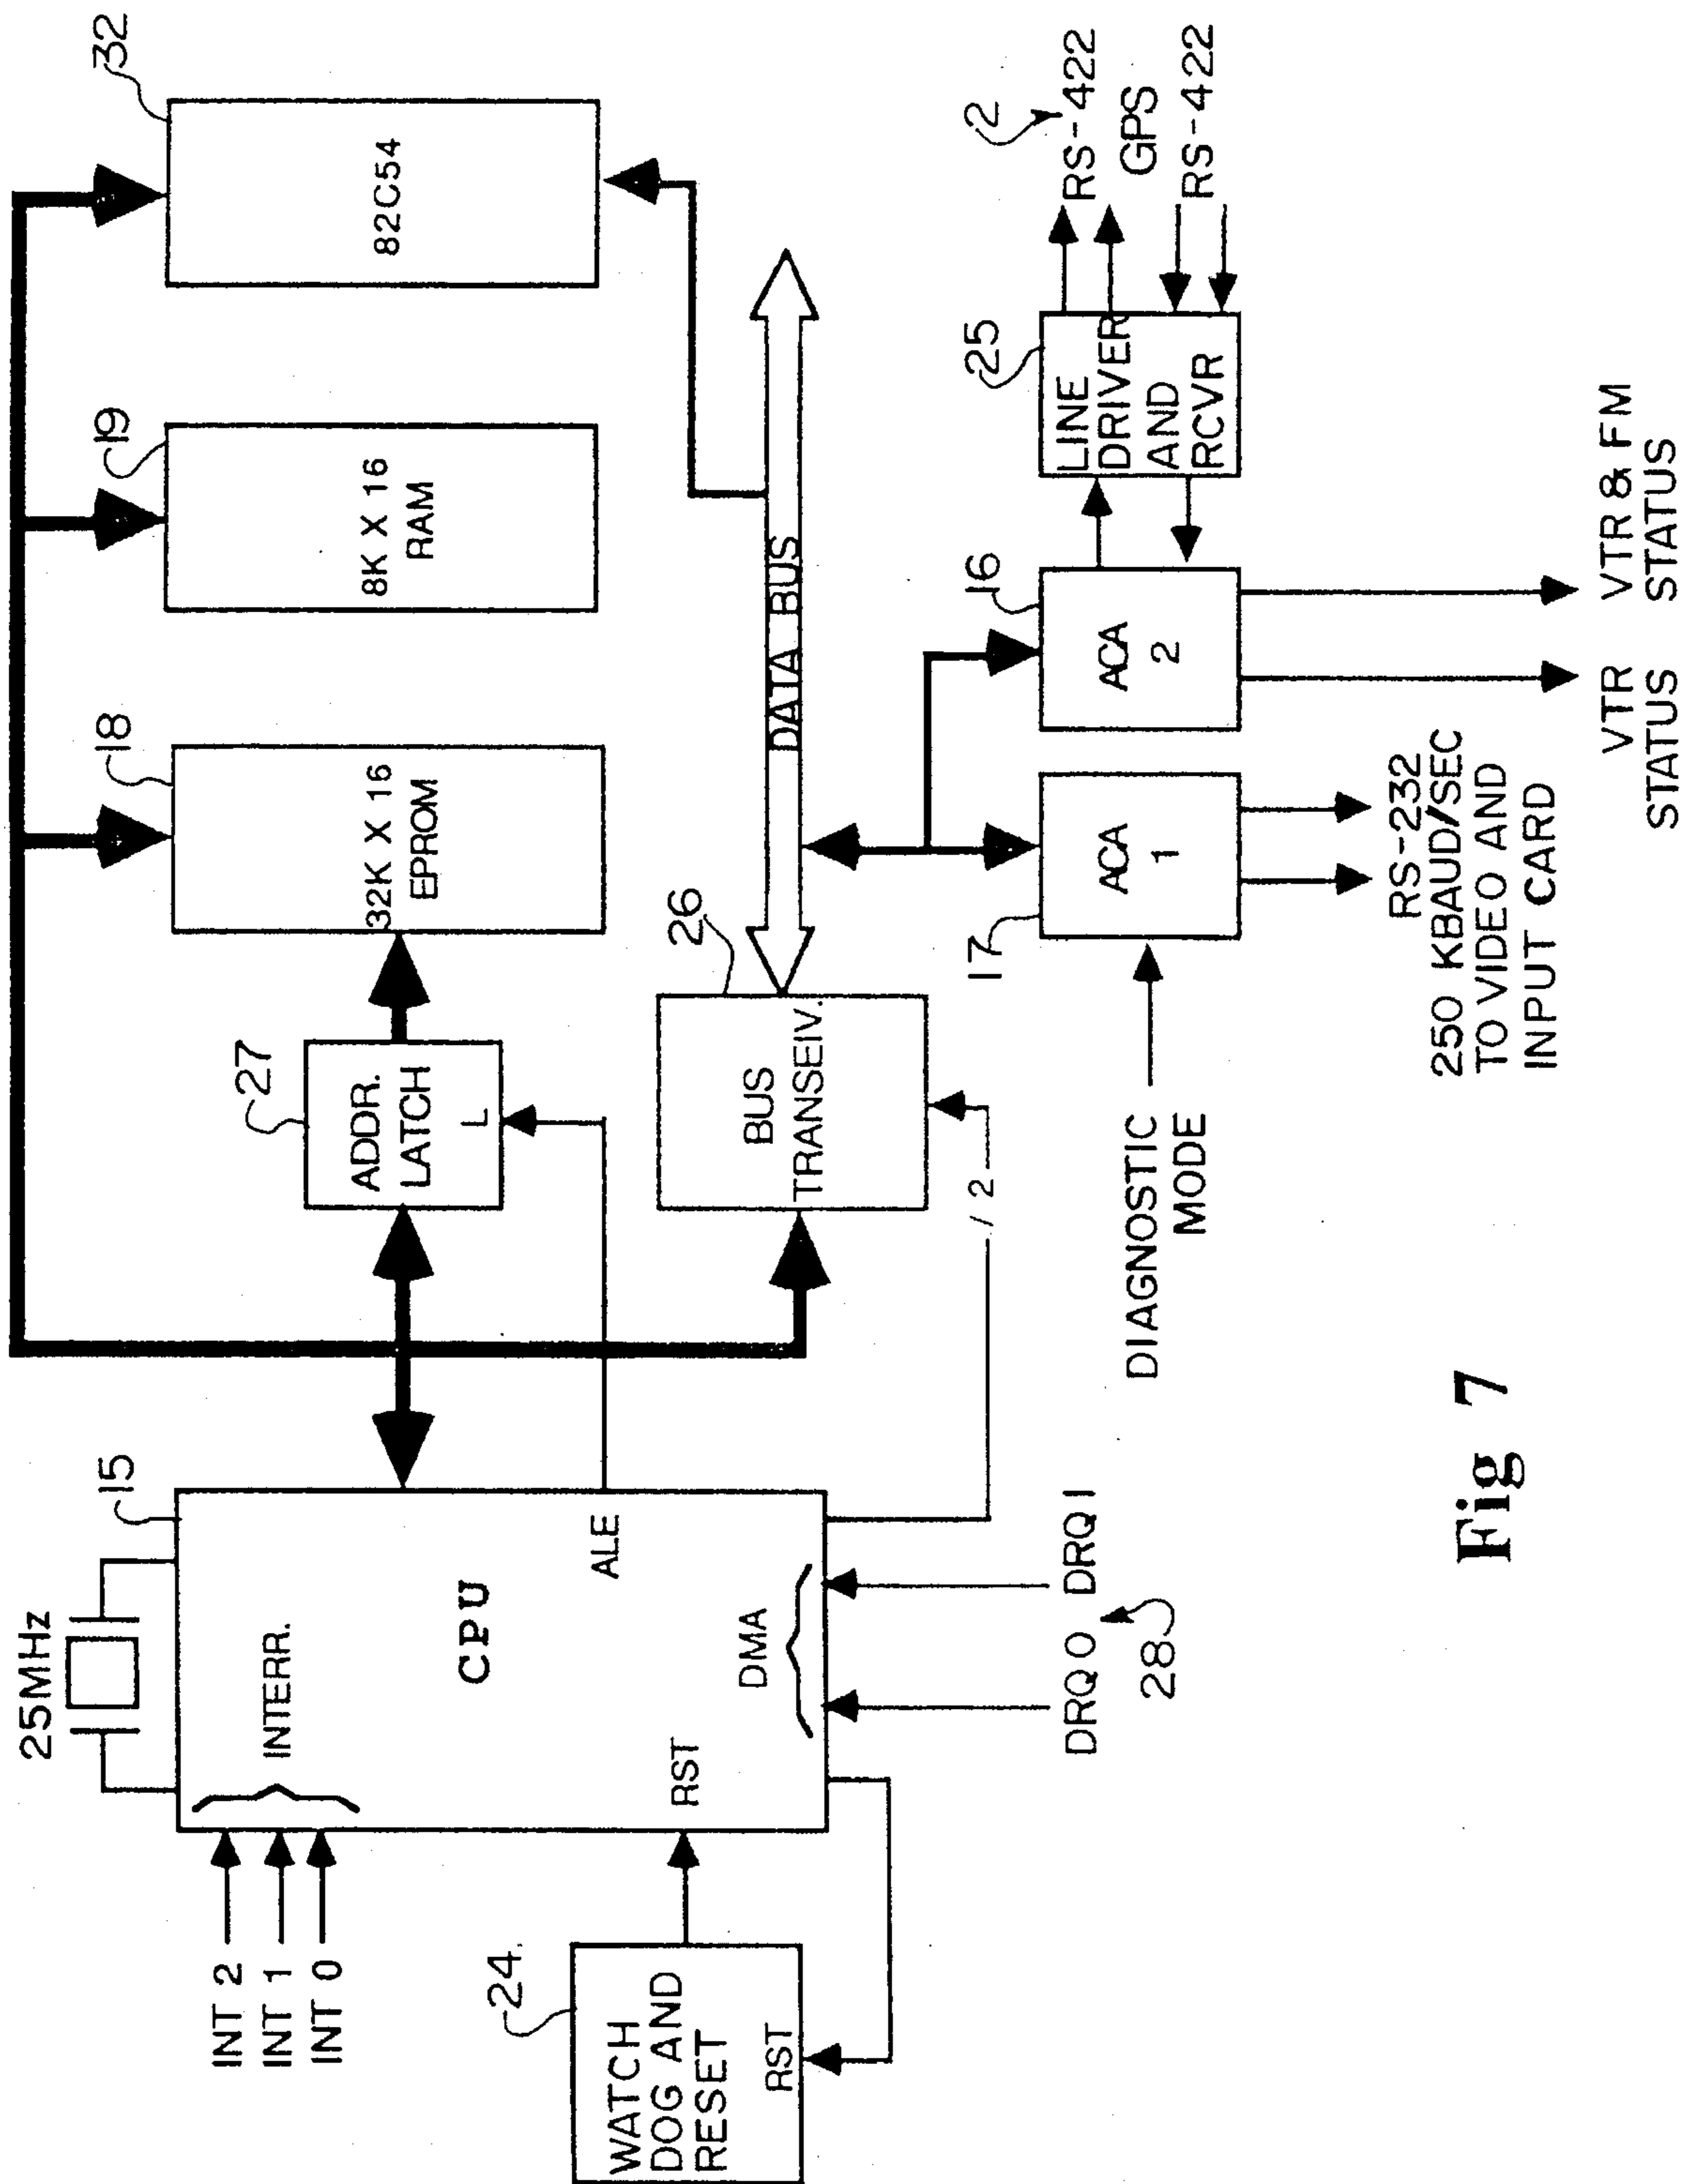 25MHz
15
INT 2
INT 1
INT 0
INTERR.
CPU
ALE
RST
DMA
24
WATCH
DOG AND
RESET
RST
DRQ 0
DRQ 1
28
27
ADDR.
LATCH
L
18
32K X 16
EPROM
19
8K X 16
RAM
32
82C54
26
BUS
TRANSEIV.
/ 2
DATA BUS
DIAGNOSTIC
MODE
17
ACA
1
16
ACA
2
25
LINE
DRIVER
AND
RCVR
2
RS-422
GPS
RS-422
RS-232
250 KBAUD/SEC
TO VIDEO AND
INPUT CARD
VTR
STATUS
VTR & FM
STATUS
Fig 7